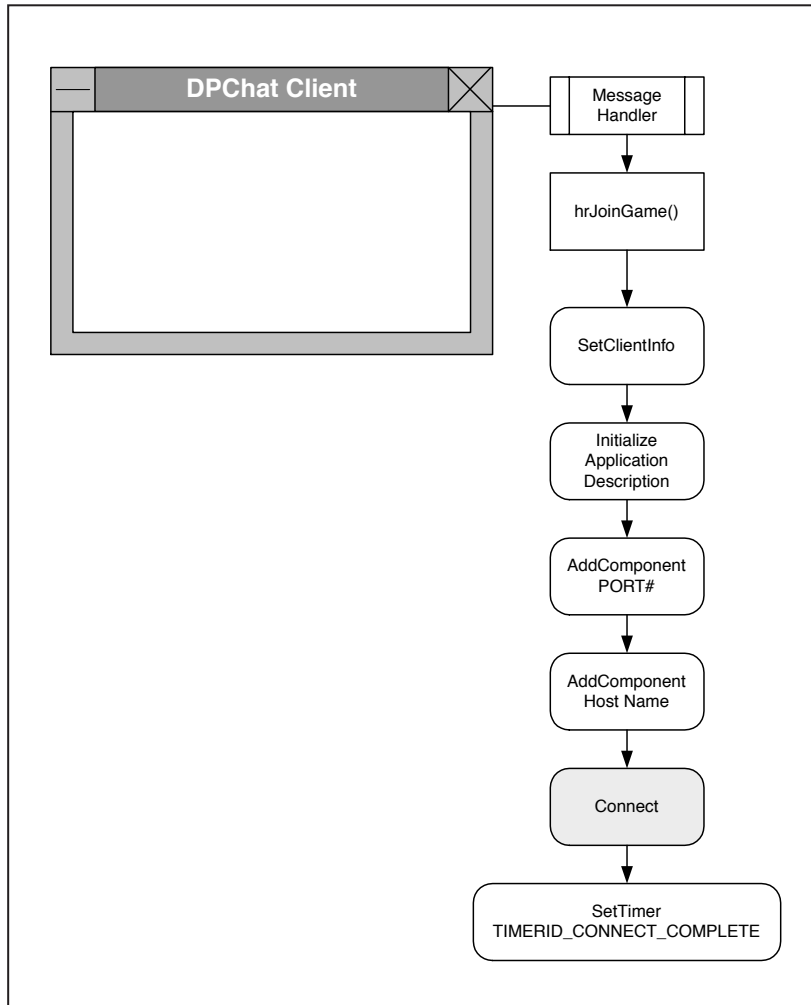 DPChat Client
Message
Handler
hrJoinGame()
SetClientInfo
Initialize
Application
Description
AddComponent
PORT#
AddComponent
Host Name
Connect
SetTimer
TIMERID_CONNECT_COMPLETE